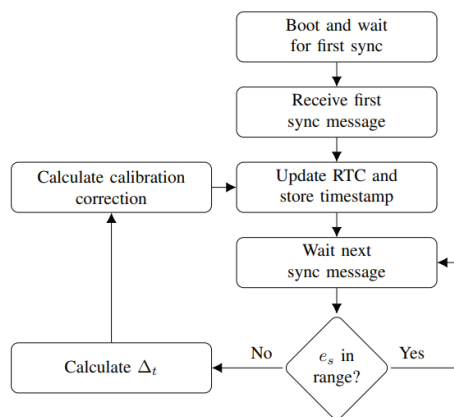 Boot and wait
for first sync
Receive first
sync message
Calculate calibration
correction
Update RTC and
store timestamp
Wait next
sync message
No
e_s in
range?
Yes
Calculate Δ_t